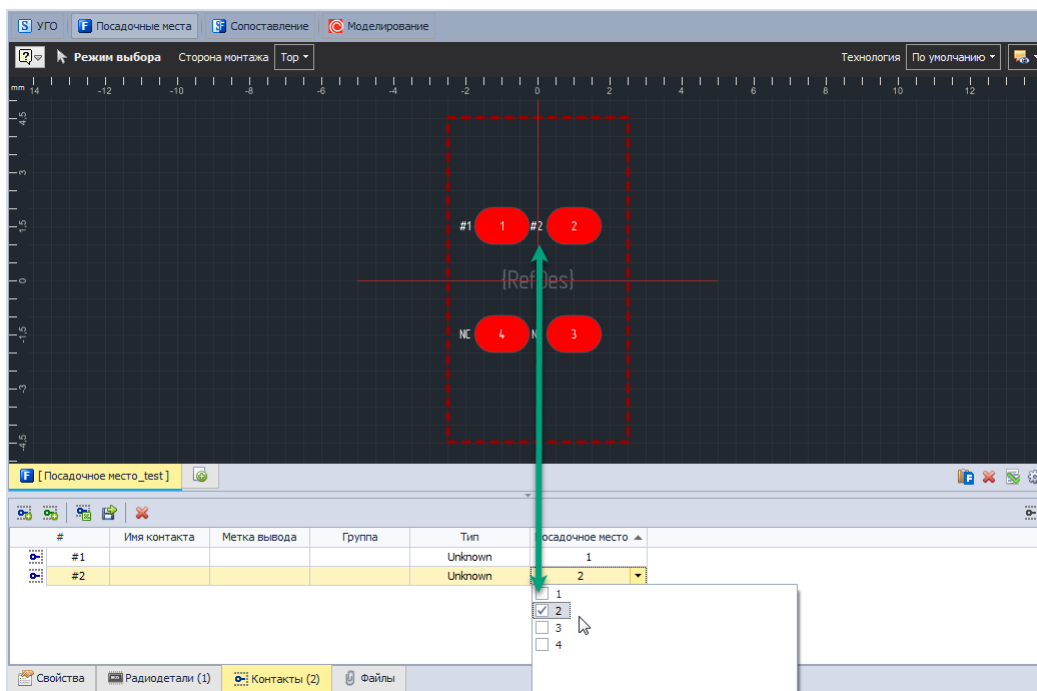 S УГО F Посадочные места SF Сопоставление C Моделирование
Режим выбора Сторона монтажа Top Технология По умолчанию
mm 14 -12 -10 -8 -6 -4 -2 0 2 4 6 8 10 12
4.5
3
1.5
0
-1.5
-3
-4.5
#1 1 #2 2
{RefDes}
NC 4 N 3
F [ Посадочное место_test ] F
# Имя контакта Метка вывода Группа Тип Посадочное место
#1 Unknown 1
#2 Unknown 2
1
2
3
4
Свойства Радиодетали (1) Контакты (2) Файлы